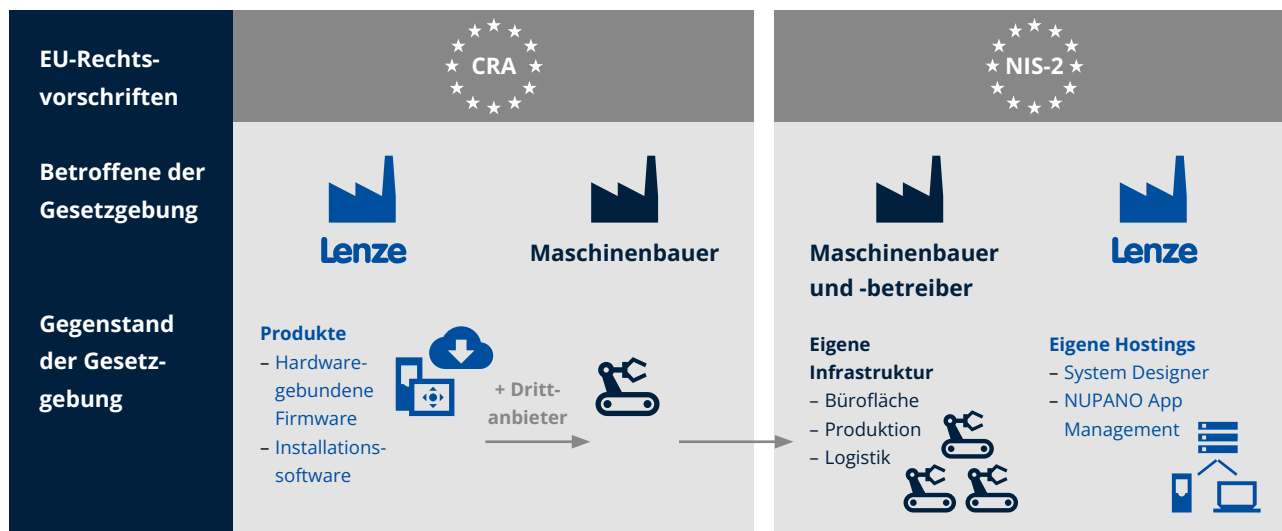 EU-Rechts-
vorschriften
CRA
NIS-2
Betroffene der
Gesetzgebung
Lenze
Maschinenbauer
Maschinenbauer
und -betreiber
Lenze
Gegenstand
der Gesetz-
gebung
Produkte
– Hardware-
gebundene
Firmware
– Installations-
software
+ Dritt-
anbieter
Eigene
Infrastruktur
– Bürofläche
– Produktion
– Logistik
Eigene Hostings
– System Designer
– NUPANO App
Management